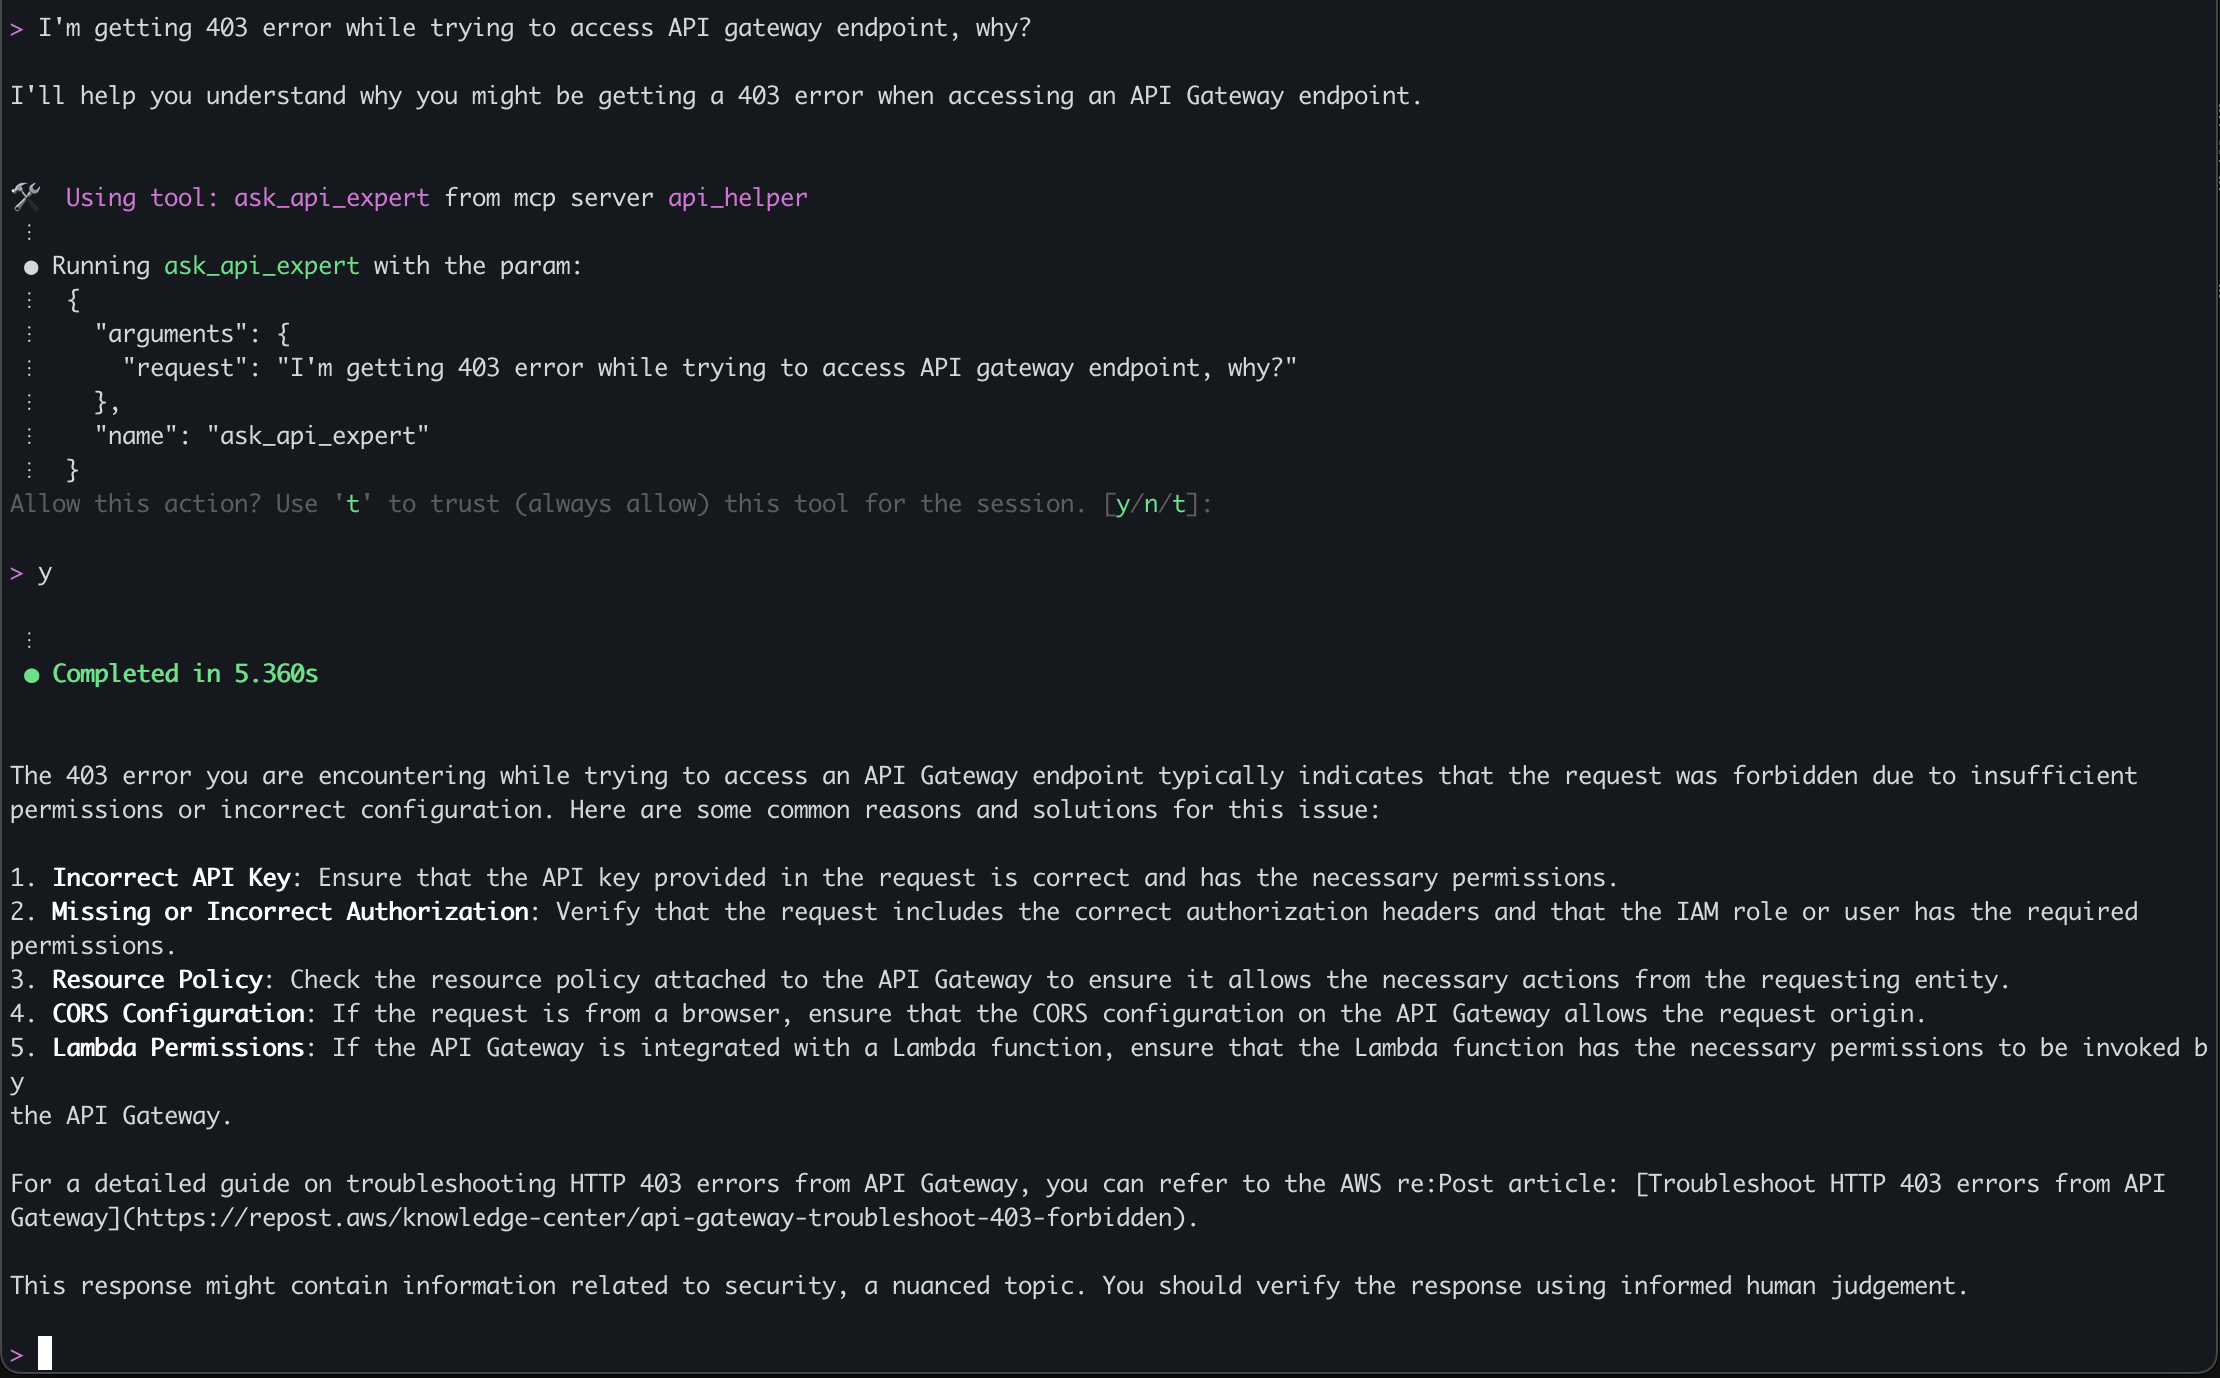 > I'm getting 403 error while trying to access API gateway endpoint, why?
I'll help you understand why you might be getting a 403 error when accessing an API Gateway endpoint.
🛠️  Using tool: ask_api_expert from mcp server api_helper
⋮
● Running ask_api_expert with the param:
⋮  {
⋮    "arguments": {
⋮      "request": "I'm getting 403 error while trying to access API gateway endpoint, why?"
⋮    },
⋮    "name": "ask_api_expert"
⋮  }
Allow this action? Use 't' to trust (always allow) this tool for the session. [y/n/t]:
> y
⋮
● Completed in 5.360s
The 403 error you are encountering while trying to access an API Gateway endpoint typically indicates that the request was forbidden due to insufficient
permissions or incorrect configuration. Here are some common reasons and solutions for this issue:
1. Incorrect API Key: Ensure that the API key provided in the request is correct and has the necessary permissions.
2. Missing or Incorrect Authorization: Verify that the request includes the correct authorization headers and that the IAM role or user has the required
permissions.
3. Resource Policy: Check the resource policy attached to the API Gateway to ensure it allows the necessary actions from the requesting entity.
4. CORS Configuration: If the request is from a browser, ensure that the CORS configuration on the API Gateway allows the request origin.
5. Lambda Permissions: If the API Gateway is integrated with a Lambda function, ensure that the Lambda function has the necessary permissions to be invoked b
y
the API Gateway.
For a detailed guide on troubleshooting HTTP 403 errors from API Gateway, you can refer to the AWS re:Post article: [Troubleshoot HTTP 403 errors from API
Gateway](https://repost.aws/knowledge-center/api-gateway-troubleshoot-403-forbidden).
This response might contain information related to security, a nuanced topic. You should verify the response using informed human judgement.
>